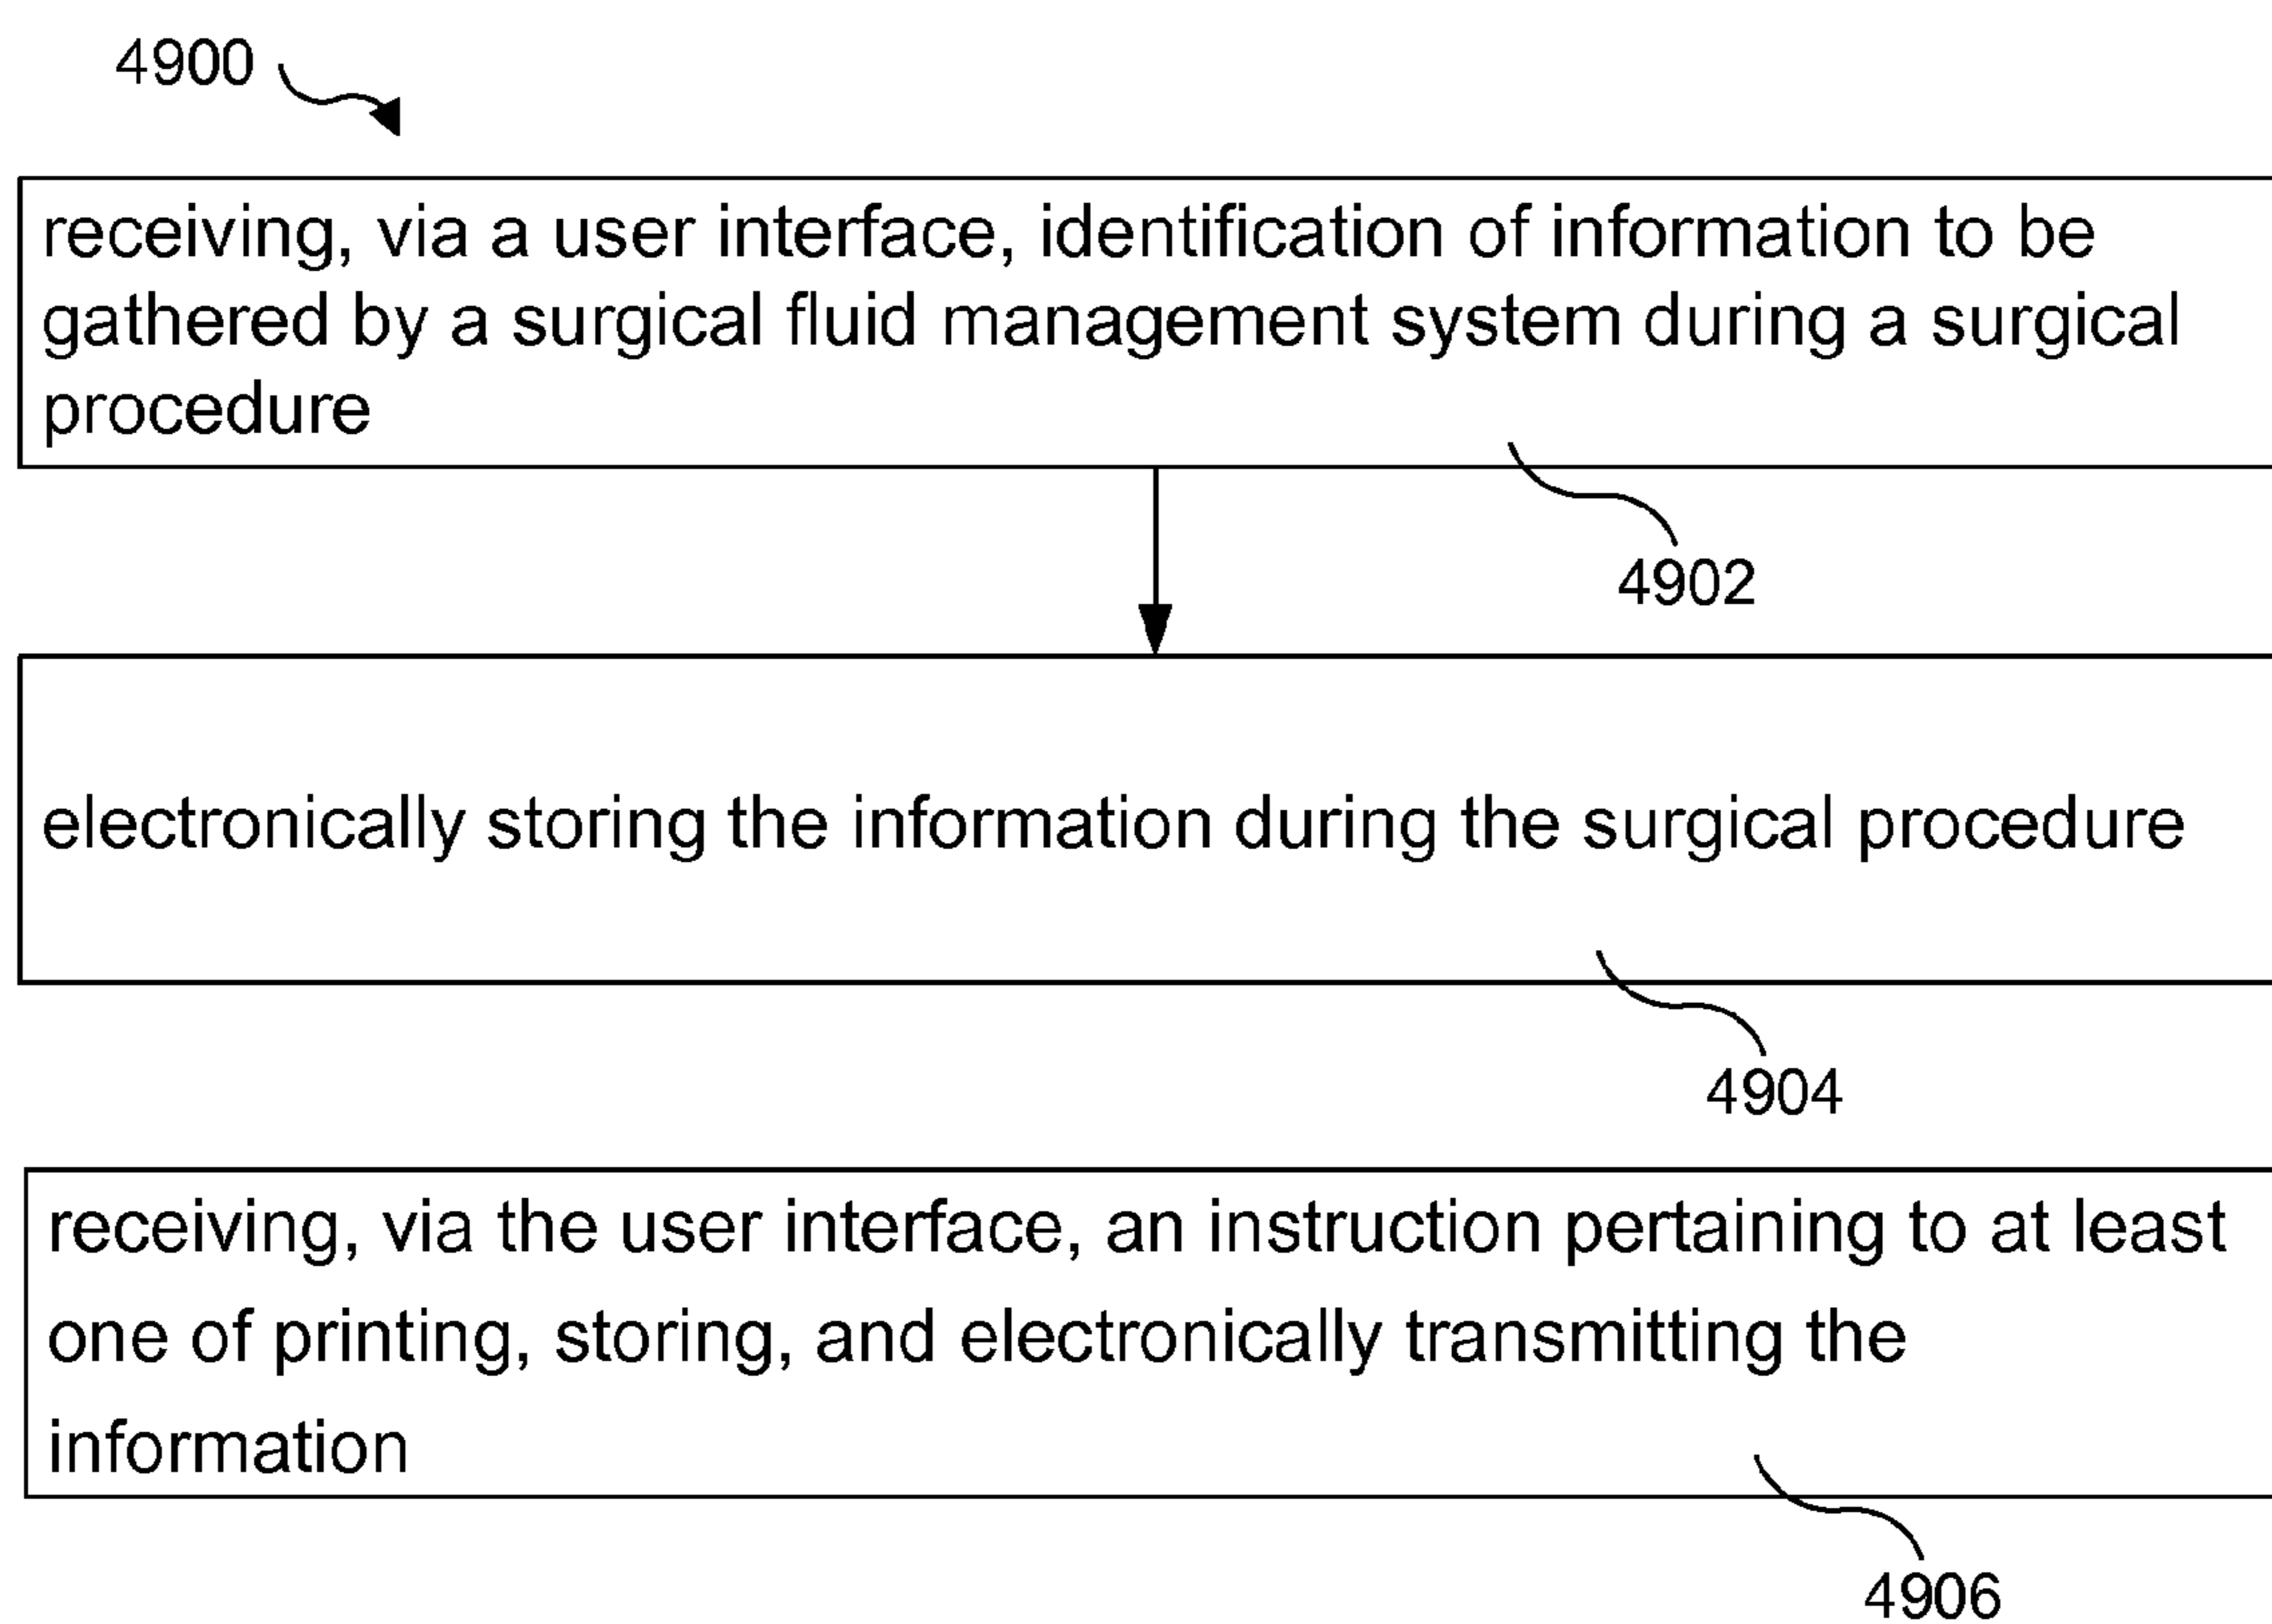 4900
receiving, via a user interface, identification of information to be
gathered by a surgical fluid management system during a surgical
procedure
4902
electronically storing the information during the surgical procedure
4904
receiving, via the user interface, an instruction pertaining to at least
one of printing, storing, and electronically transmitting the
information
4906